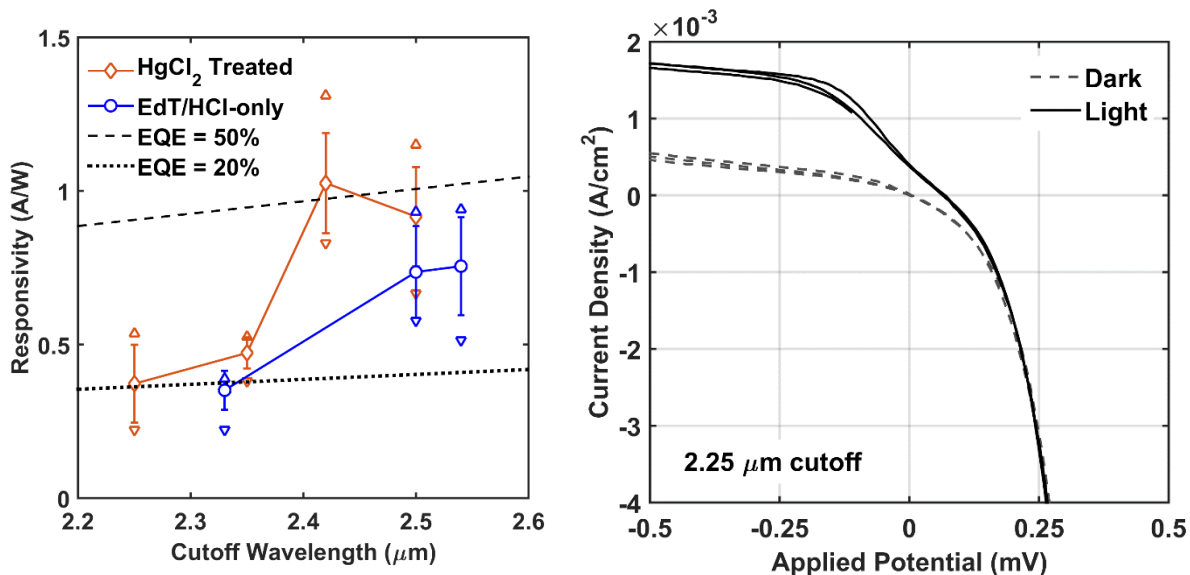 1.5
1
0.5
0
2.2
2.3
2.4
2.5
2.6
Responsivity (A/W)
Cutoff Wavelength (μm)
HgCl₂ Treated
EdT/HCl-only
EQE = 50%
EQE = 20%
×10⁻³
2
1
0
-1
-2
-3
-4
-0.5
-0.25
0
0.25
0.5
Current Density (A/cm²)
Applied Potential (mV)
Dark
Light
2.25 μm cutoff